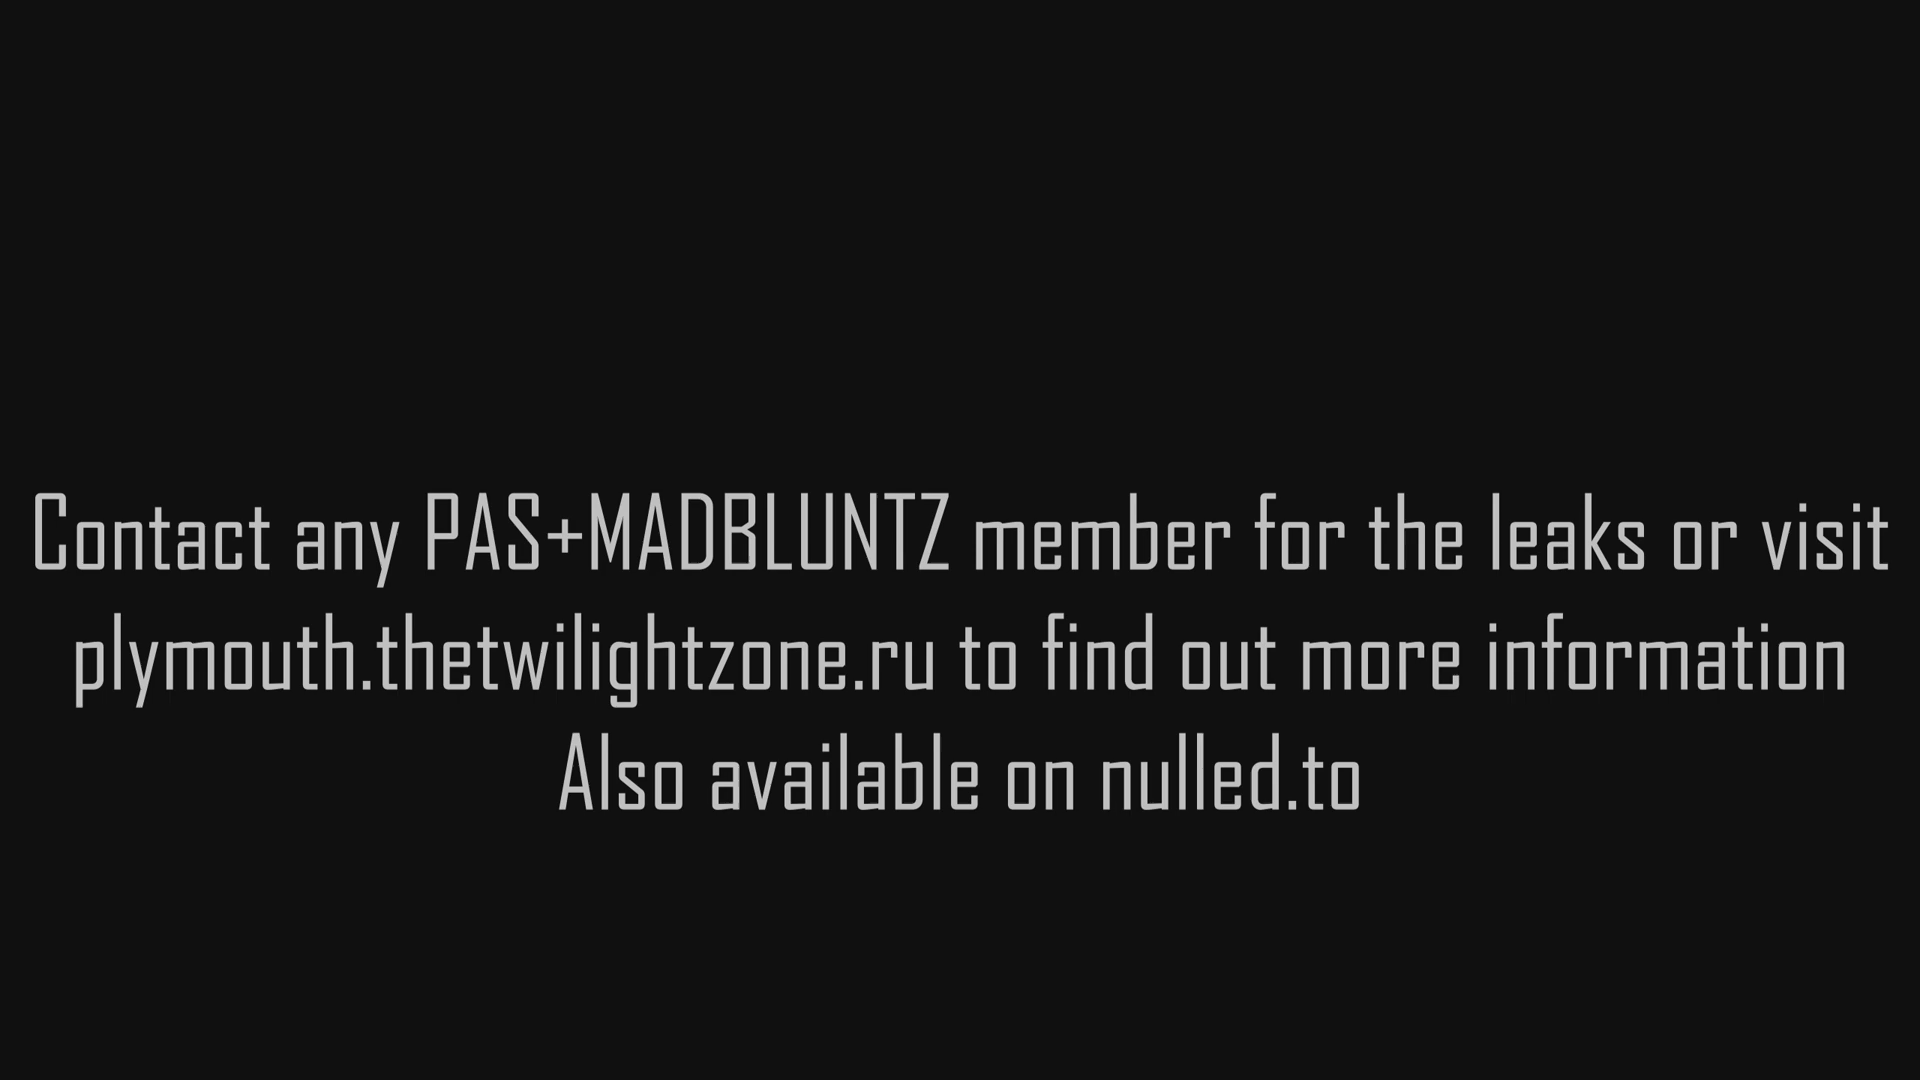 Contact any PAS+MADBLUNTZ member for the leaks or visit
plymouth.thetwilightzone.ru to find out more information
Also available on nulled.to